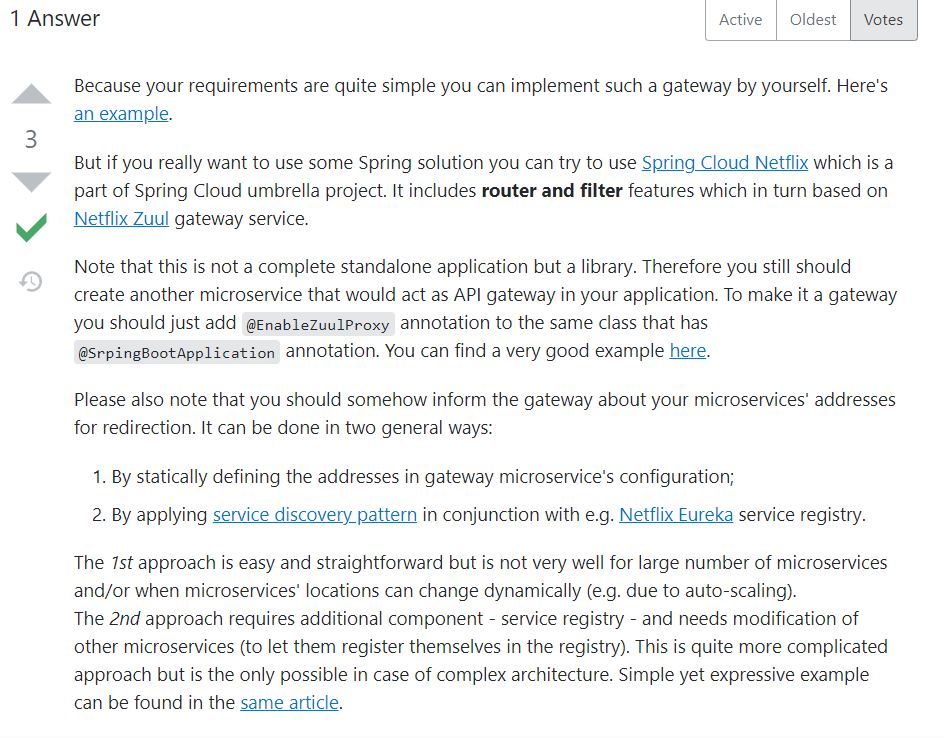 1 Answer
Active Oldest Votes
Because your requirements are quite simple you can implement such a gateway by yourself. Here's
an example.
3
But if you really want to use some Spring solution you can try to use Spring Cloud Netflix which is a
part of Spring Cloud umbrella project. It includes router and filter features which in turn based on
Netflix Zuul gateway service.
Note that this is not a complete standalone application but a library. Therefore you still should
create another microservice that would act as API gateway in your application. To make it a gateway
you should just add @EnableZuulProxy annotation to the same class that has
@SrpingBootApplication annotation. You can find a very good example here.
Please also note that you should somehow inform the gateway about your microservices' addresses
for redirection. It can be done in two general ways:
1. By statically defining the addresses in gateway microservice's configuration;
2. By applying service discovery pattern in conjunction with e.g. Netflix Eureka service registry.
The 1st approach is easy and straightforward but is not very well for large number of microservices
and/or when microservices' locations can change dynamically (e.g. due to auto-scaling).
The 2nd approach requires additional component - service registry - and needs modification of
other microservices (to let them register themselves in the registry). This is quite more complicated
approach but is the only possible in case of complex architecture. Simple yet expressive example
can be found in the same article.